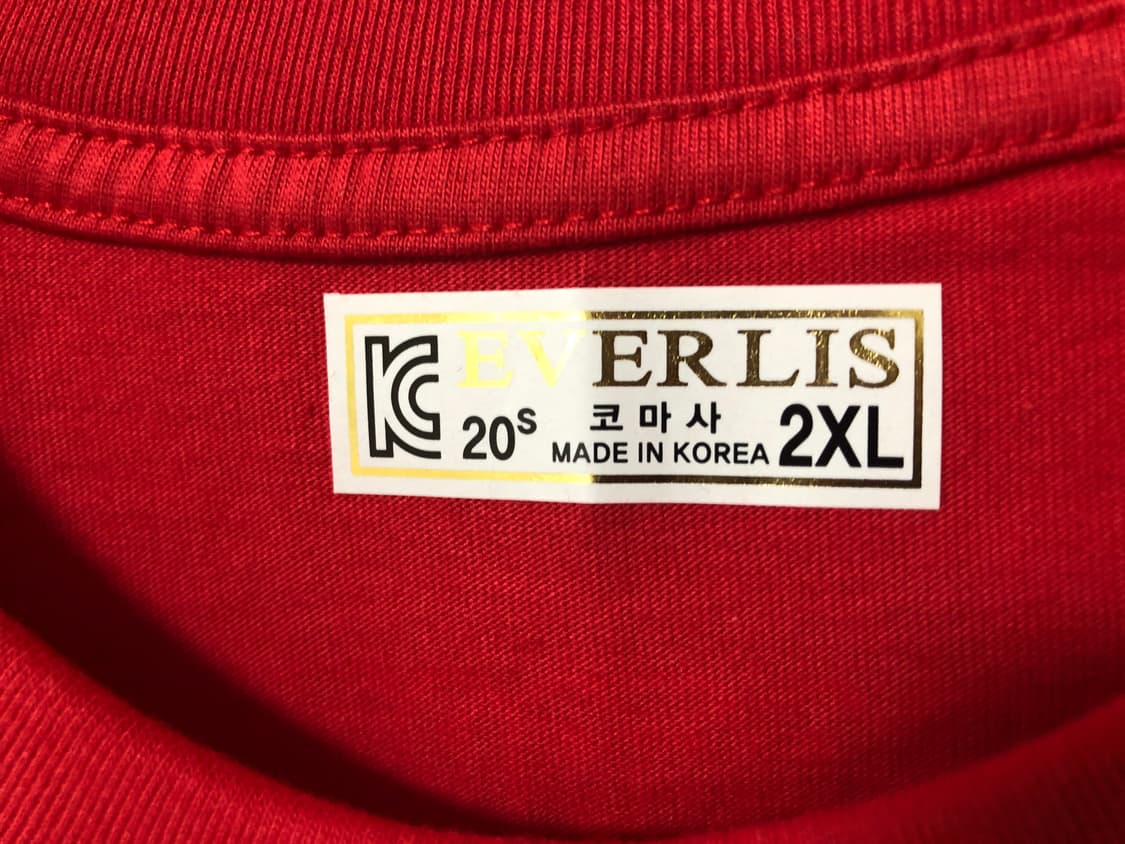 KC EVERLIS
20s 코마사 2XL
MADE IN KOREA